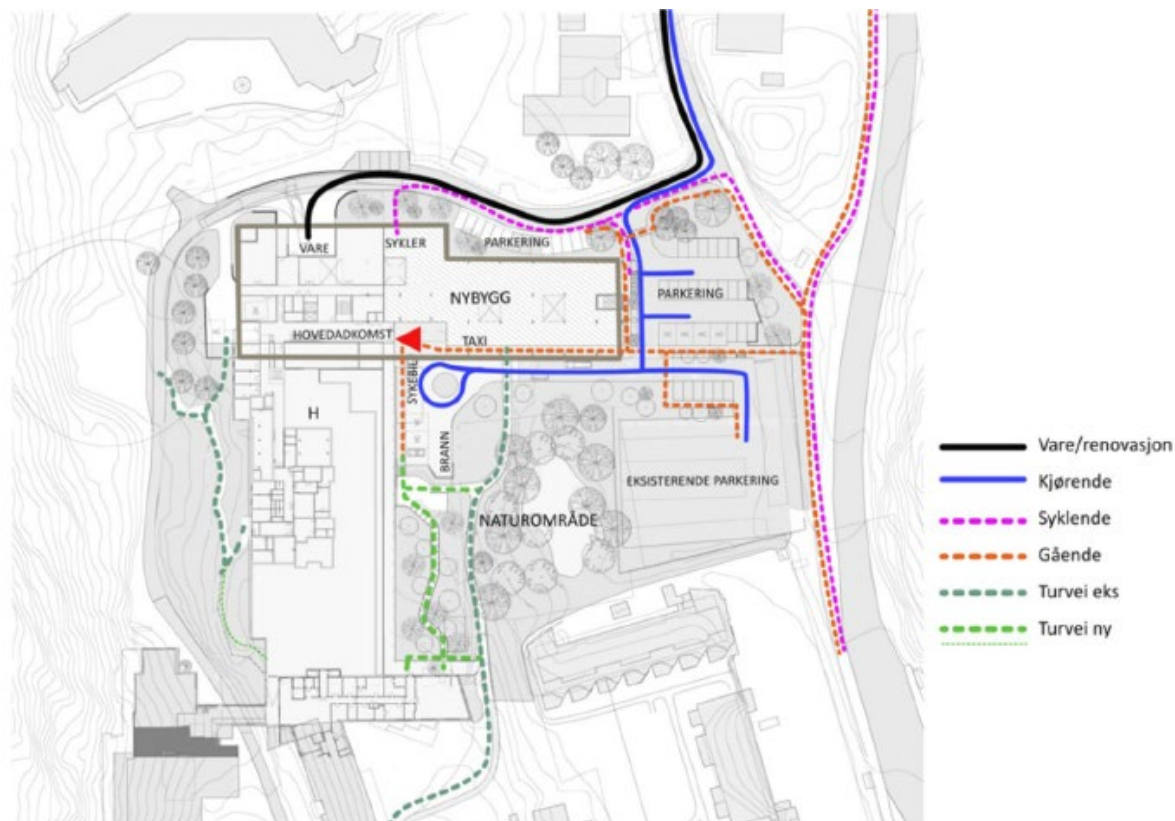 VARE
SYKLER
PARKERING
NYBYGG
PARKERING
HOVEDADKOMST
TAXI
SYKEBIL
H
BRANN
EKSISTERENDE PARKERING
NATUROMRÅDE
Vare/renovasjon
Kjørende
Syklende
Gående
Turvei eks
Turvei ny